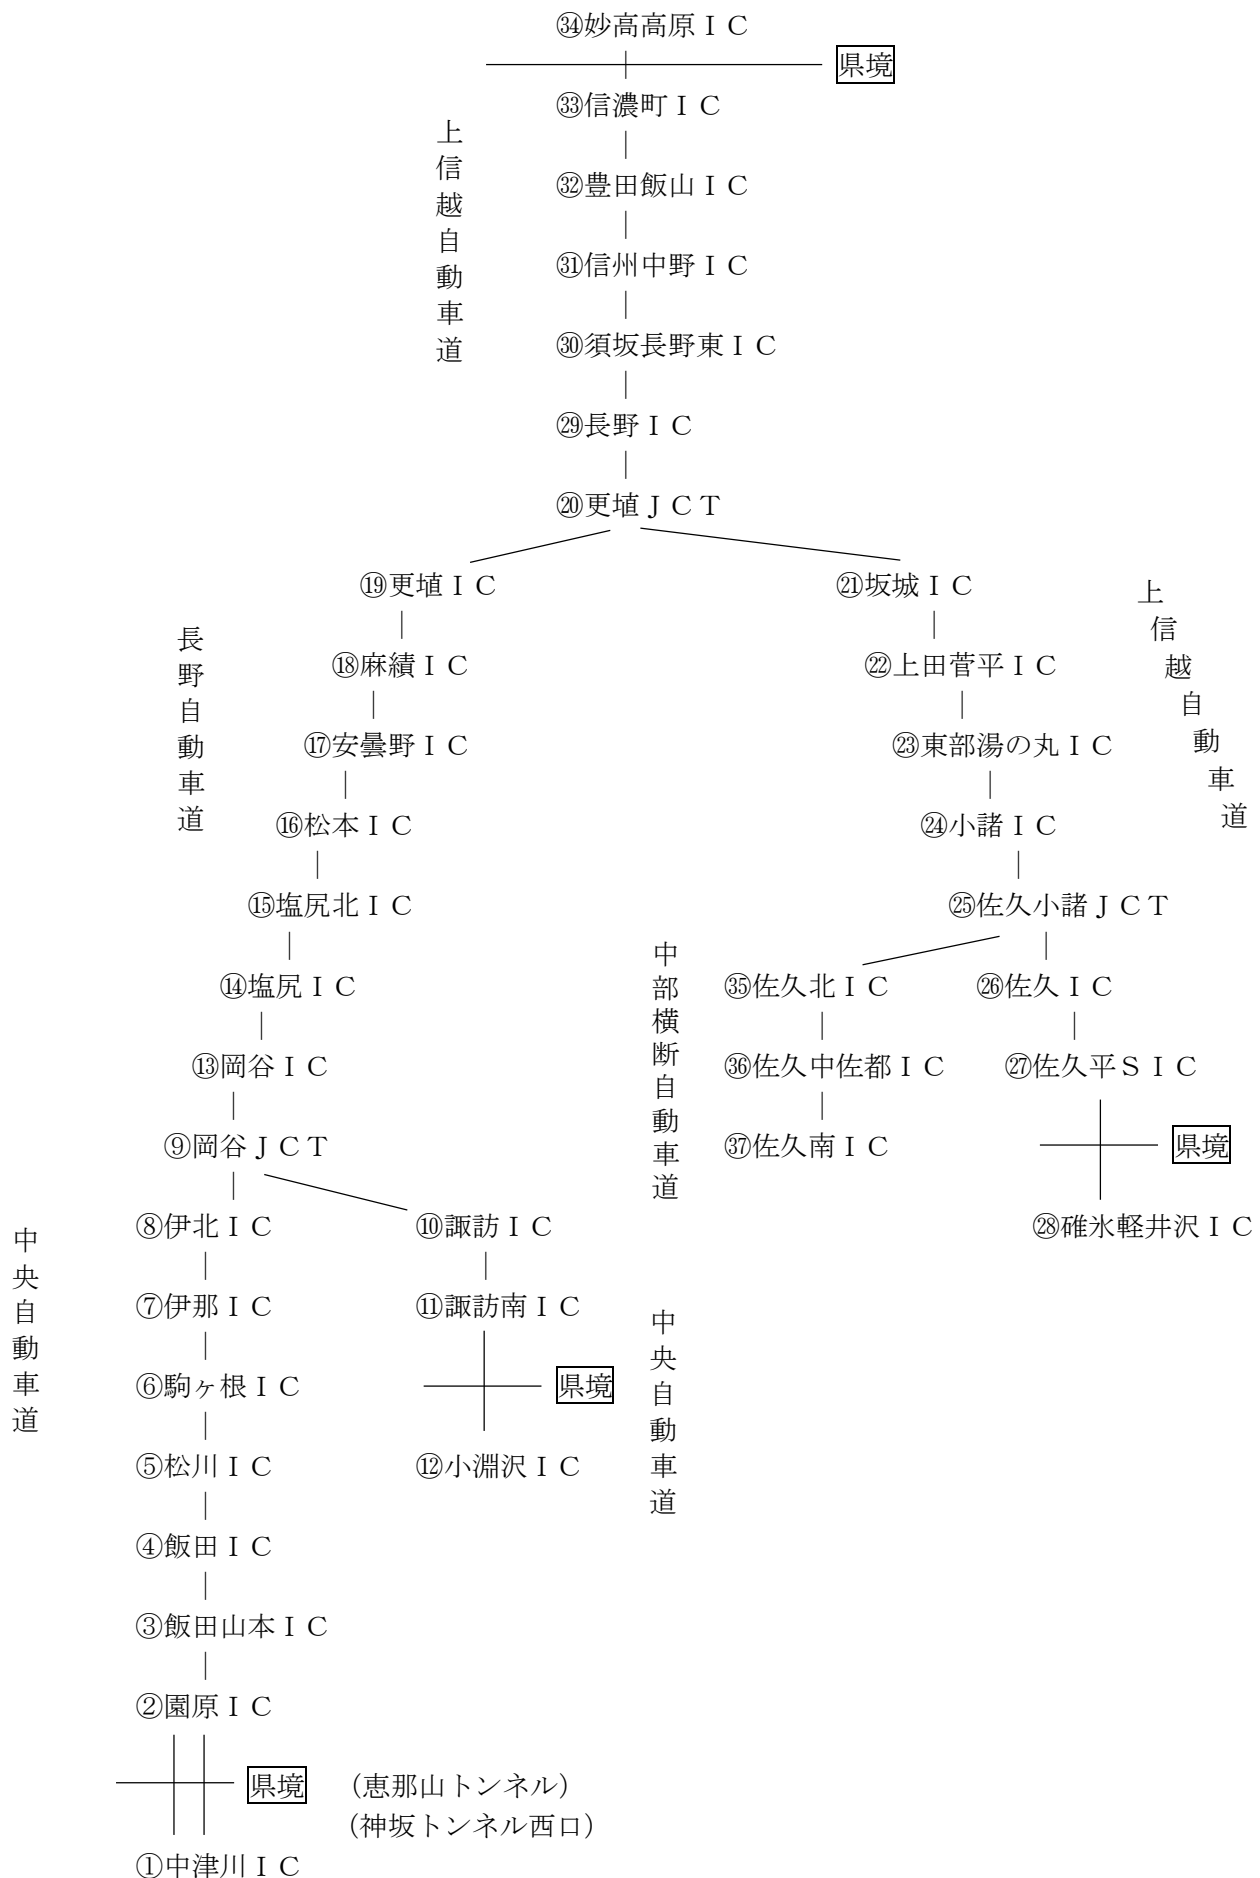 ㉞妙高高原ＩＣ
県境
㉝信濃町ＩＣ
上信越自動車道
㉜豊田飯山ＩＣ
㉛信州中野ＩＣ
㉚須坂長野東ＩＣ
㉙長野ＩＣ
⑳更埴ＪＣＴ
⑲更埴ＩＣ
㉑坂城ＩＣ
上信越自動車道
長野自動車道
⑱麻績ＩＣ
㉒上田菅平ＩＣ
⑰安曇野ＩＣ
㉓東部湯の丸ＩＣ
⑯松本ＩＣ
㉔小諸ＩＣ
⑮塩尻北ＩＣ
㉕佐久小諸ＪＣＴ
中部横断自動車道
⑭塩尻ＩＣ
㉟佐久北ＩＣ
㉖佐久ＩＣ
⑬岡谷ＩＣ
㊱佐久中佐都ＩＣ
㉗佐久平ＳＩＣ
⑨岡谷ＪＣＴ
㊲佐久南ＩＣ
県境
⑧伊北ＩＣ
⑩諏訪ＩＣ
㉘碓氷軽井沢ＩＣ
中央自動車道
⑦伊那ＩＣ
⑪諏訪南ＩＣ
中央自動車道
⑥駒ヶ根ＩＣ
県境
⑤松川ＩＣ
⑫小淵沢ＩＣ
④飯田ＩＣ
③飯田山本ＩＣ
②園原ＩＣ
県境
（恵那山トンネル）
（神坂トンネル西口）
①中津川ＩＣ